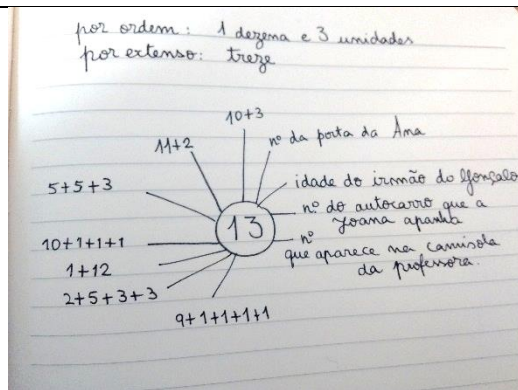 por ordem: 1 dezena e 3 unidades
por extenso: treze
10+3
11+2
nº da porta da Ana
5+5+3
idade do irmão do Gonçalo
13
nº do autocarro que a
Joana apanha
10+1+1+1
nº
que aparece na camisola
da professora.
1+12
2+5+3+3
9+1+1+1+1